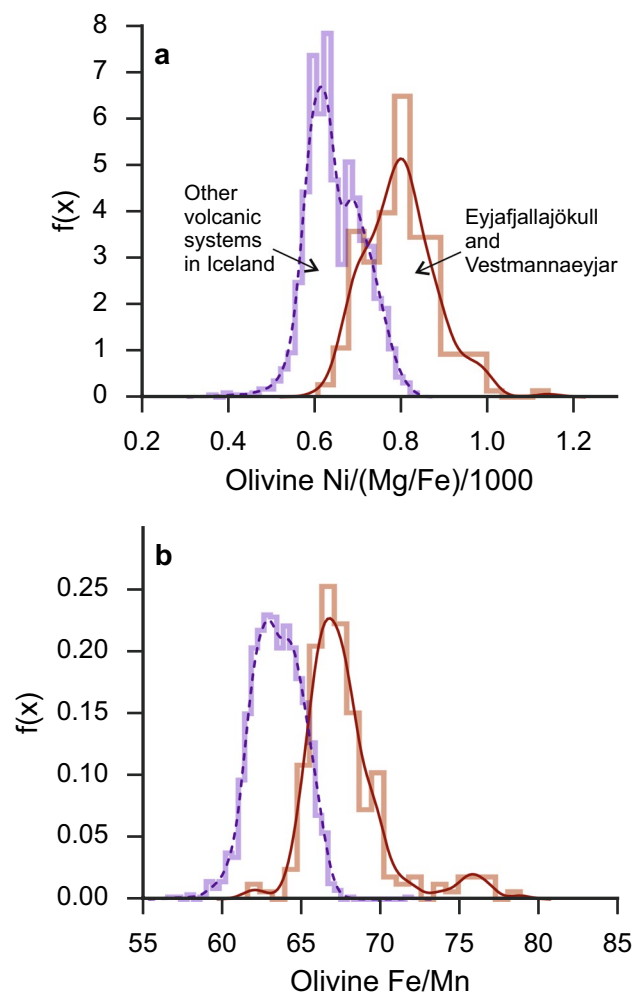 a
8
7
6
5
4
3
2
1
0
f(x)
Other
volcanic
systems
in Iceland
Eyjafjallajökull
and
Vestmannaeyjar
0.2 0.4 0.6 0.8 1.0 1.2
Olivine Ni/(Mg/Fe)/1000
b
0.25
0.20
0.15
0.10
0.05
0.00
f(x)
55 60 65 70 75 80 85
Olivine Fe/Mn